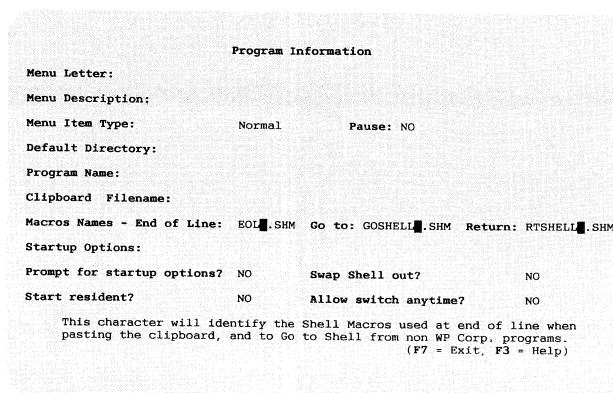 Program Information
Menu Letter:
Menu Description:
Menu Item Type: Normal Pause: NO
Default Directory:
Program Name:
Clipboard Filename:
Macros Names - End of Line: EOL█.SHM Go to: GOSHELL█.SHM Return: RTSHELL█.SHM
Startup Options:
Prompt for startup options? NO Swap Shell out? NO
Start resident? NO Allow switch anytime? NO
This character will identify the Shell Macros used at end of line when
pasting the clipboard, and to Go to Shell from non WP Corp. programs.
(F7 = Exit, F3 = Help)